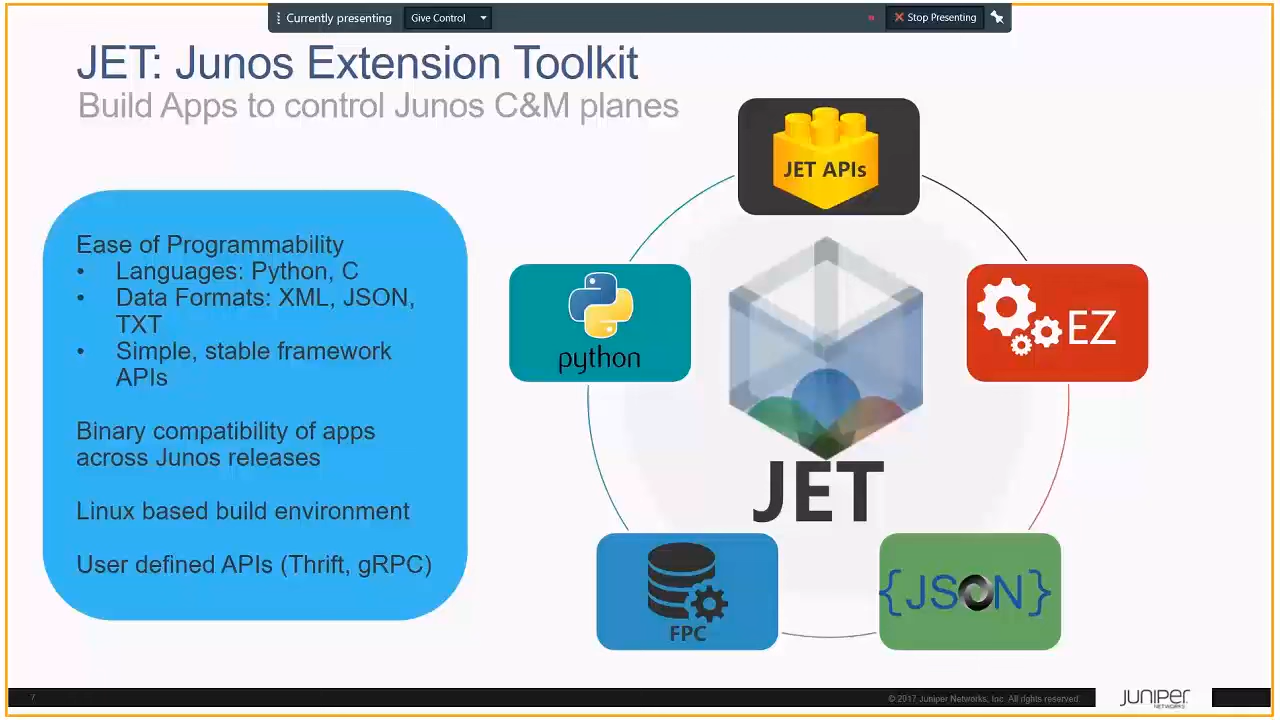 Currently presenting
Give Control
Stop Presenting
JET: Junos Extension Toolkit
Build Apps to control Junos C&M planes
JET APIs
Ease of Programmability
• Languages: Python, C
• Data Formats: XML, JSON,
TXT
• Simple, stable framework
APIs
Binary compatibility of apps
across Junos releases
Linux based build environment
User defined APIs (Thrift, gRPC)
python
EZ
JET
FPC
{JSON}
7
© 2017 Juniper Networks, Inc. All rights reserved.
JUNIPER
NETWORKS